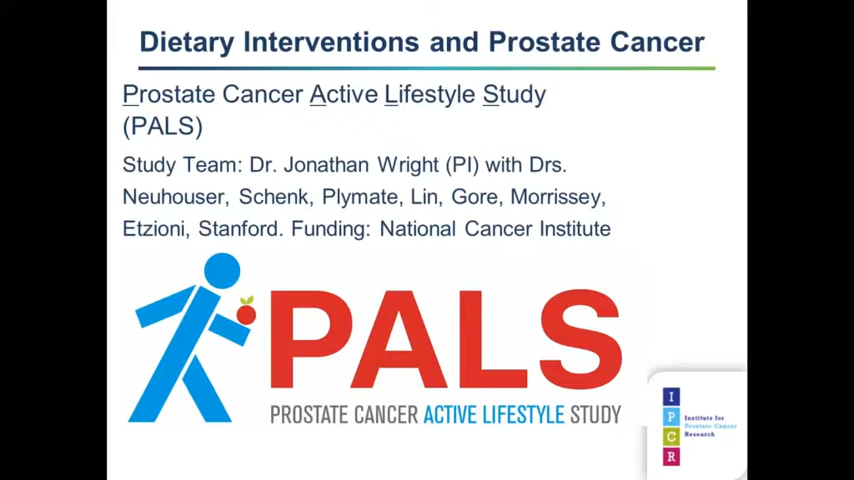 Dietary Interventions and Prostate Cancer
Prostate Cancer Active Lifestyle Study
(PALS)
Study Team: Dr. Jonathan Wright (PI) with Drs.
Neuhouser, Schenk, Plymate, Lin, Gore, Morrissey,
Etzioni, Stanford. Funding: National Cancer Institute
PALS
PROSTATE CANCER ACTIVE LIFESTYLE STUDY
I
P
C
R
Institute for
Prostate Cancer
Research